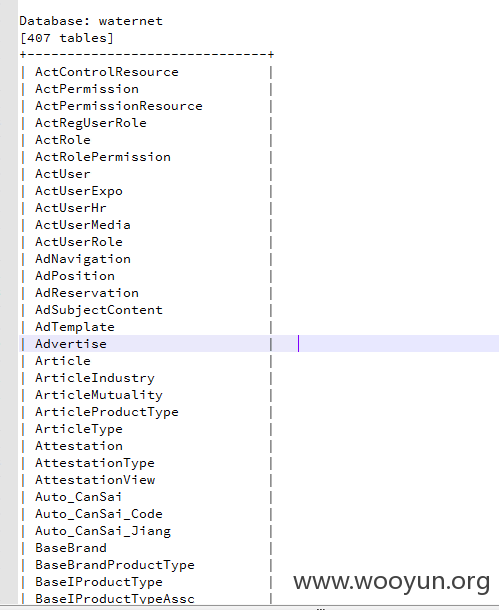 Database: waternet
[407 tables]
+------------------------------+
| ActControlResource |
| ActPermission |
| ActPermissionResource |
| ActRegUserRole |
| ActRole |
| ActRolePermission |
| ActUser |
| ActUserExpo |
| ActUserHr |
| ActUserMedia |
| ActUserRole |
| AdNavigation |
| AdPosition |
| AdReservation |
| AdSubjectContent |
| AdTemplate |
| Advertise |
| Article |
| ArticleIndustry |
| ArticleMutuality |
| ArticleProductType |
| ArticleType |
| Attestation |
| AttestationType |
| AttestationView |
| Auto_CanSai |
| Auto_CanSai_Code |
| Auto_CanSai_Jiang |
| BaseBrand |
| BaseBrandProductType |
| BaseIProductType |
| BaseIProductTypeAssc |
www.wooyun.org